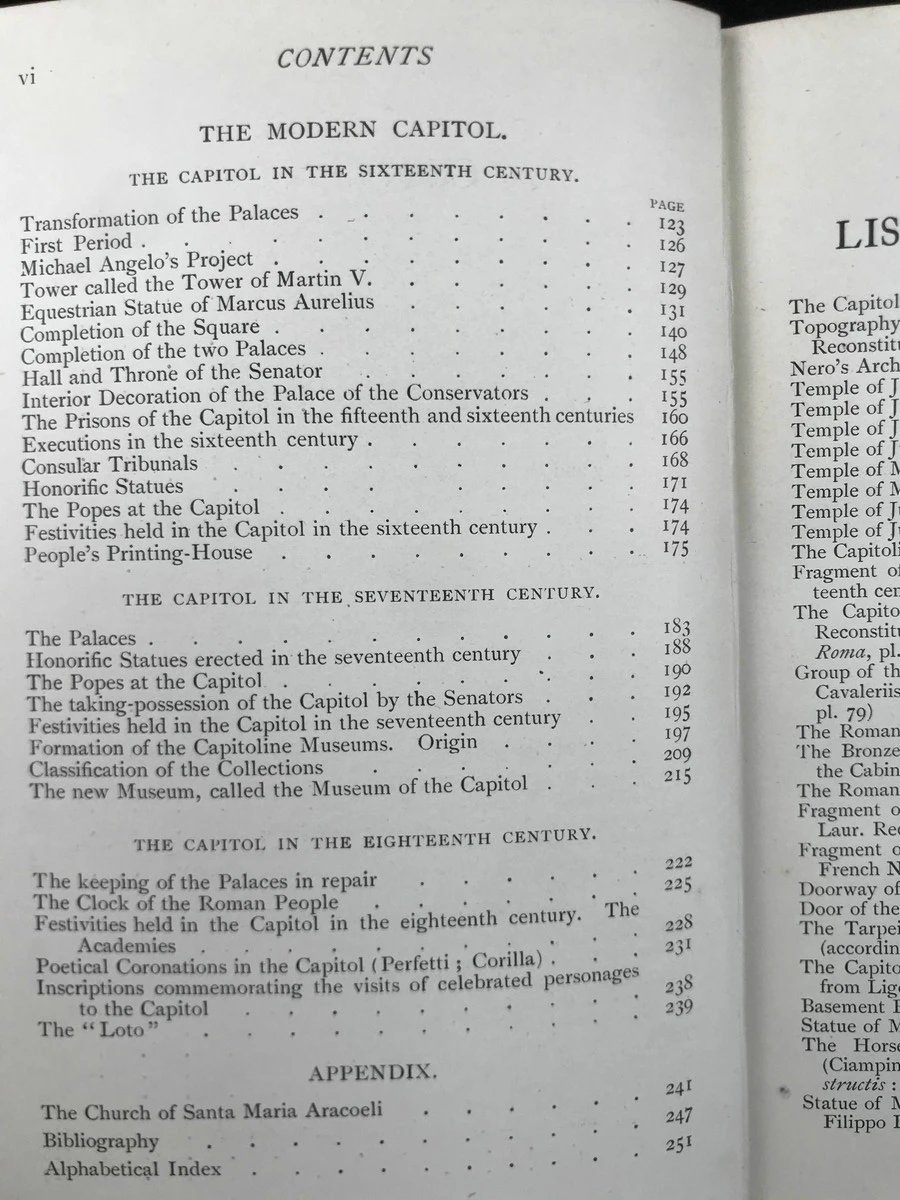 vi
CONTENTS
THE MODERN CAPITOL.
THE CAPITOL IN THE SIXTEENTH CENTURY.
PAGE
Transformation of the Palaces . . . . . . . . 123
First Period . . . . . . . . . . 126
Michael Angelo's Project . . . . . . . . 127
Tower called the Tower of Martin V. . . . . . . 129
Equestrian Statue of Marcus Aurelius . . . . . . 131
Completion of the Square . . . . . . . . . 140
Completion of the two Palaces . . . . . . . . 148
Hall and Throne of the Senator . . . . . . . 155
Interior Decoration of the Palace of the Conservators . . . 155
The Prisons of the Capitol in the fifteenth and sixteenth centuries 160
Executions in the sixteenth century . . . . . . . 166
Consular Tribunals . . . . . . . . . . 168
Honorific Statues . . . . . . . . . . 171
The Popes at the Capitol . . . . . . . . . 174
Festivities held in the Capitol in the sixteenth century . . . 174
People's Printing-House . . . . . . . . . 175
THE CAPITOL IN THE SEVENTEENTH CENTURY.
The Palaces . . . . . . . . . . . 183
Honorific Statues erected in the seventeenth century . . . 188
The Popes at the Capitol . . . . . . . . . 190
The taking-possession of the Capitol by the Senators . . . 192
Festivities held in the Capitol in the seventeenth century . . 195
Formation of the Capitoline Museums. Origin . . . . 197
Classification of the Collections . . . . . . . 209
The new Museum, called the Museum of the Capitol . . . 215
THE CAPITOL IN THE EIGHTEENTH CENTURY.
The keeping of the Palaces in repair . . . . . . 222
The Clock of the Roman People . . . . . . . 225
Festivities held in the Capitol in the eighteenth century. The
Academies . . . . . . . . . . . 228
Poetical Coronations in the Capitol (Perfetti ; Corilla) . . . 231
Inscriptions commemorating the visits of celebrated personages
to the Capitol . . . . . . . . . . 238
The "Loto" . . . . . . . . . . 239
APPENDIX.
The Church of Santa Maria Aracoeli . . . . . . 241
Bibliography . . . . . . . . . . 247
Alphabetical Index . . . . . . . . . 251
LIS
The Capitol
Topography
Reconstitu
Nero's Arch
Temple of J
Temple of J
Temple of J
Temple of J
Temple of M
Temple of M
Temple of Ju
Temple of J
The Capitoli
Fragment of
teenth cen
The Capito
Reconstitu
Roma, pl.
Group of th
Cavaleriis
pl. 79)
The Roman
The Bronze
the Cabin
The Roman
Fragment o
Laur. Rec
Fragment o
French N
Doorway of
Door of the
The Tarpei
(accordin
The Capito
from Lig
Basement
Statue of M
The Horse
(Ciampin
structis :
Statue of M
Filippo